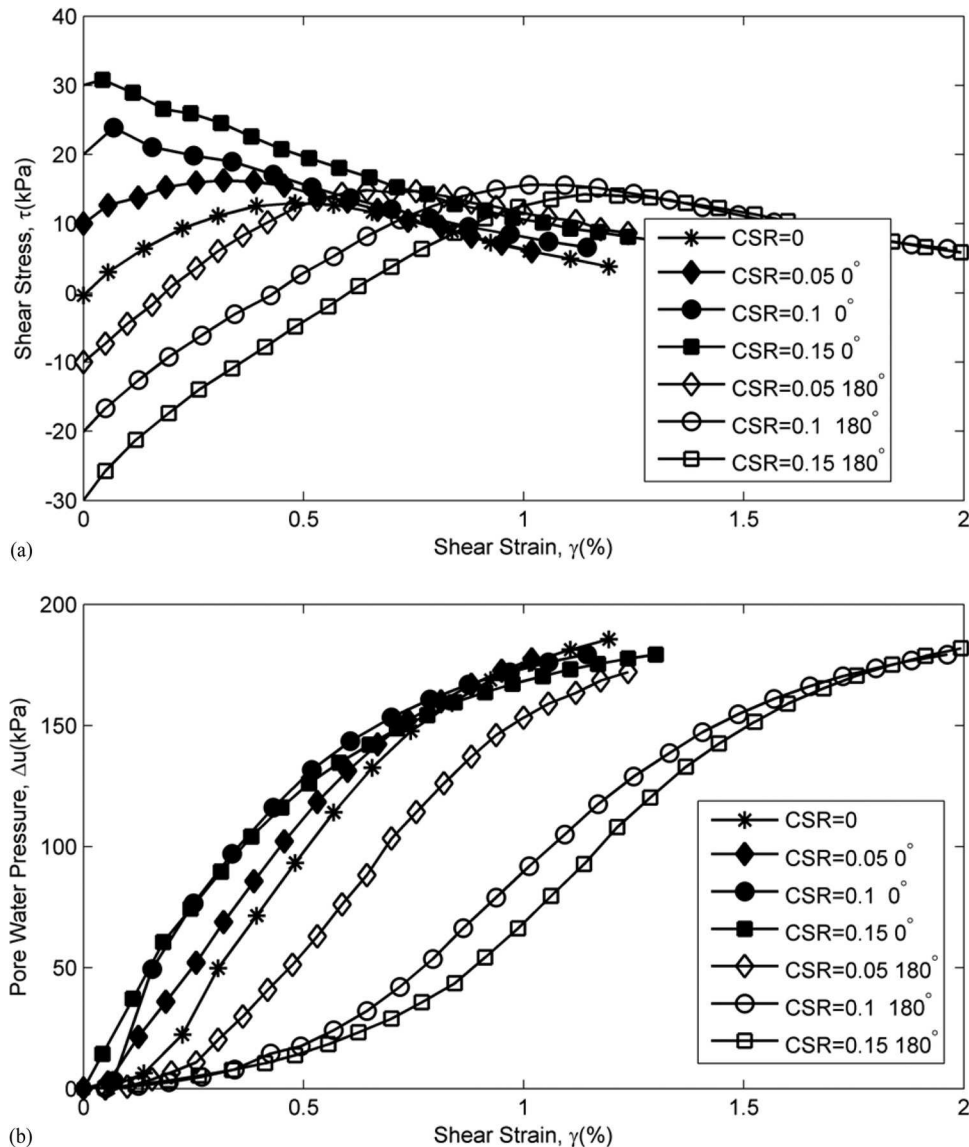 40
30
20
10
0
-10
-20
-30
Shear Stress, τ(kPa)
CSR=0
CSR=0.05 0°
CSR=0.1 0°
CSR=0.15 0°
CSR=0.05 180°
CSR=0.1 180°
CSR=0.15 180°
0 0.5 1 1.5 2
Shear Strain, γ(%)
(a)
200
150
100
50
0
Pore Water Pressure, Δu(kPa)
CSR=0
CSR=0.05 0°
CSR=0.1 0°
CSR=0.15 0°
CSR=0.05 180°
CSR=0.1 180°
CSR=0.15 180°
0 0.5 1 1.5 2
Shear Strain, γ(%)
(b)